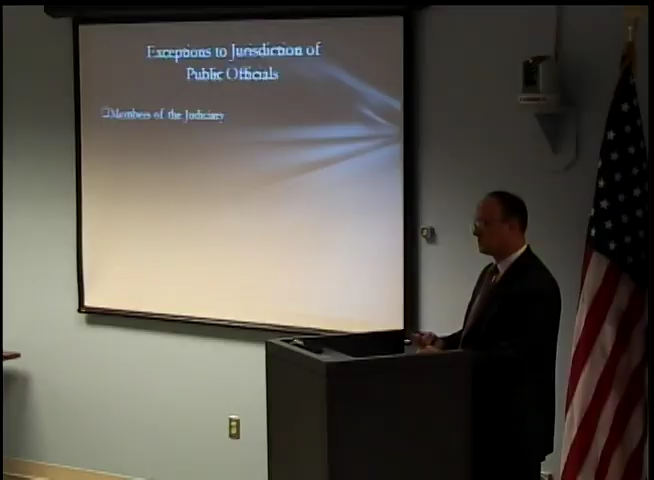 Exceptions to Jurisdiction of
Public Officials
❑Members of the Judiciary